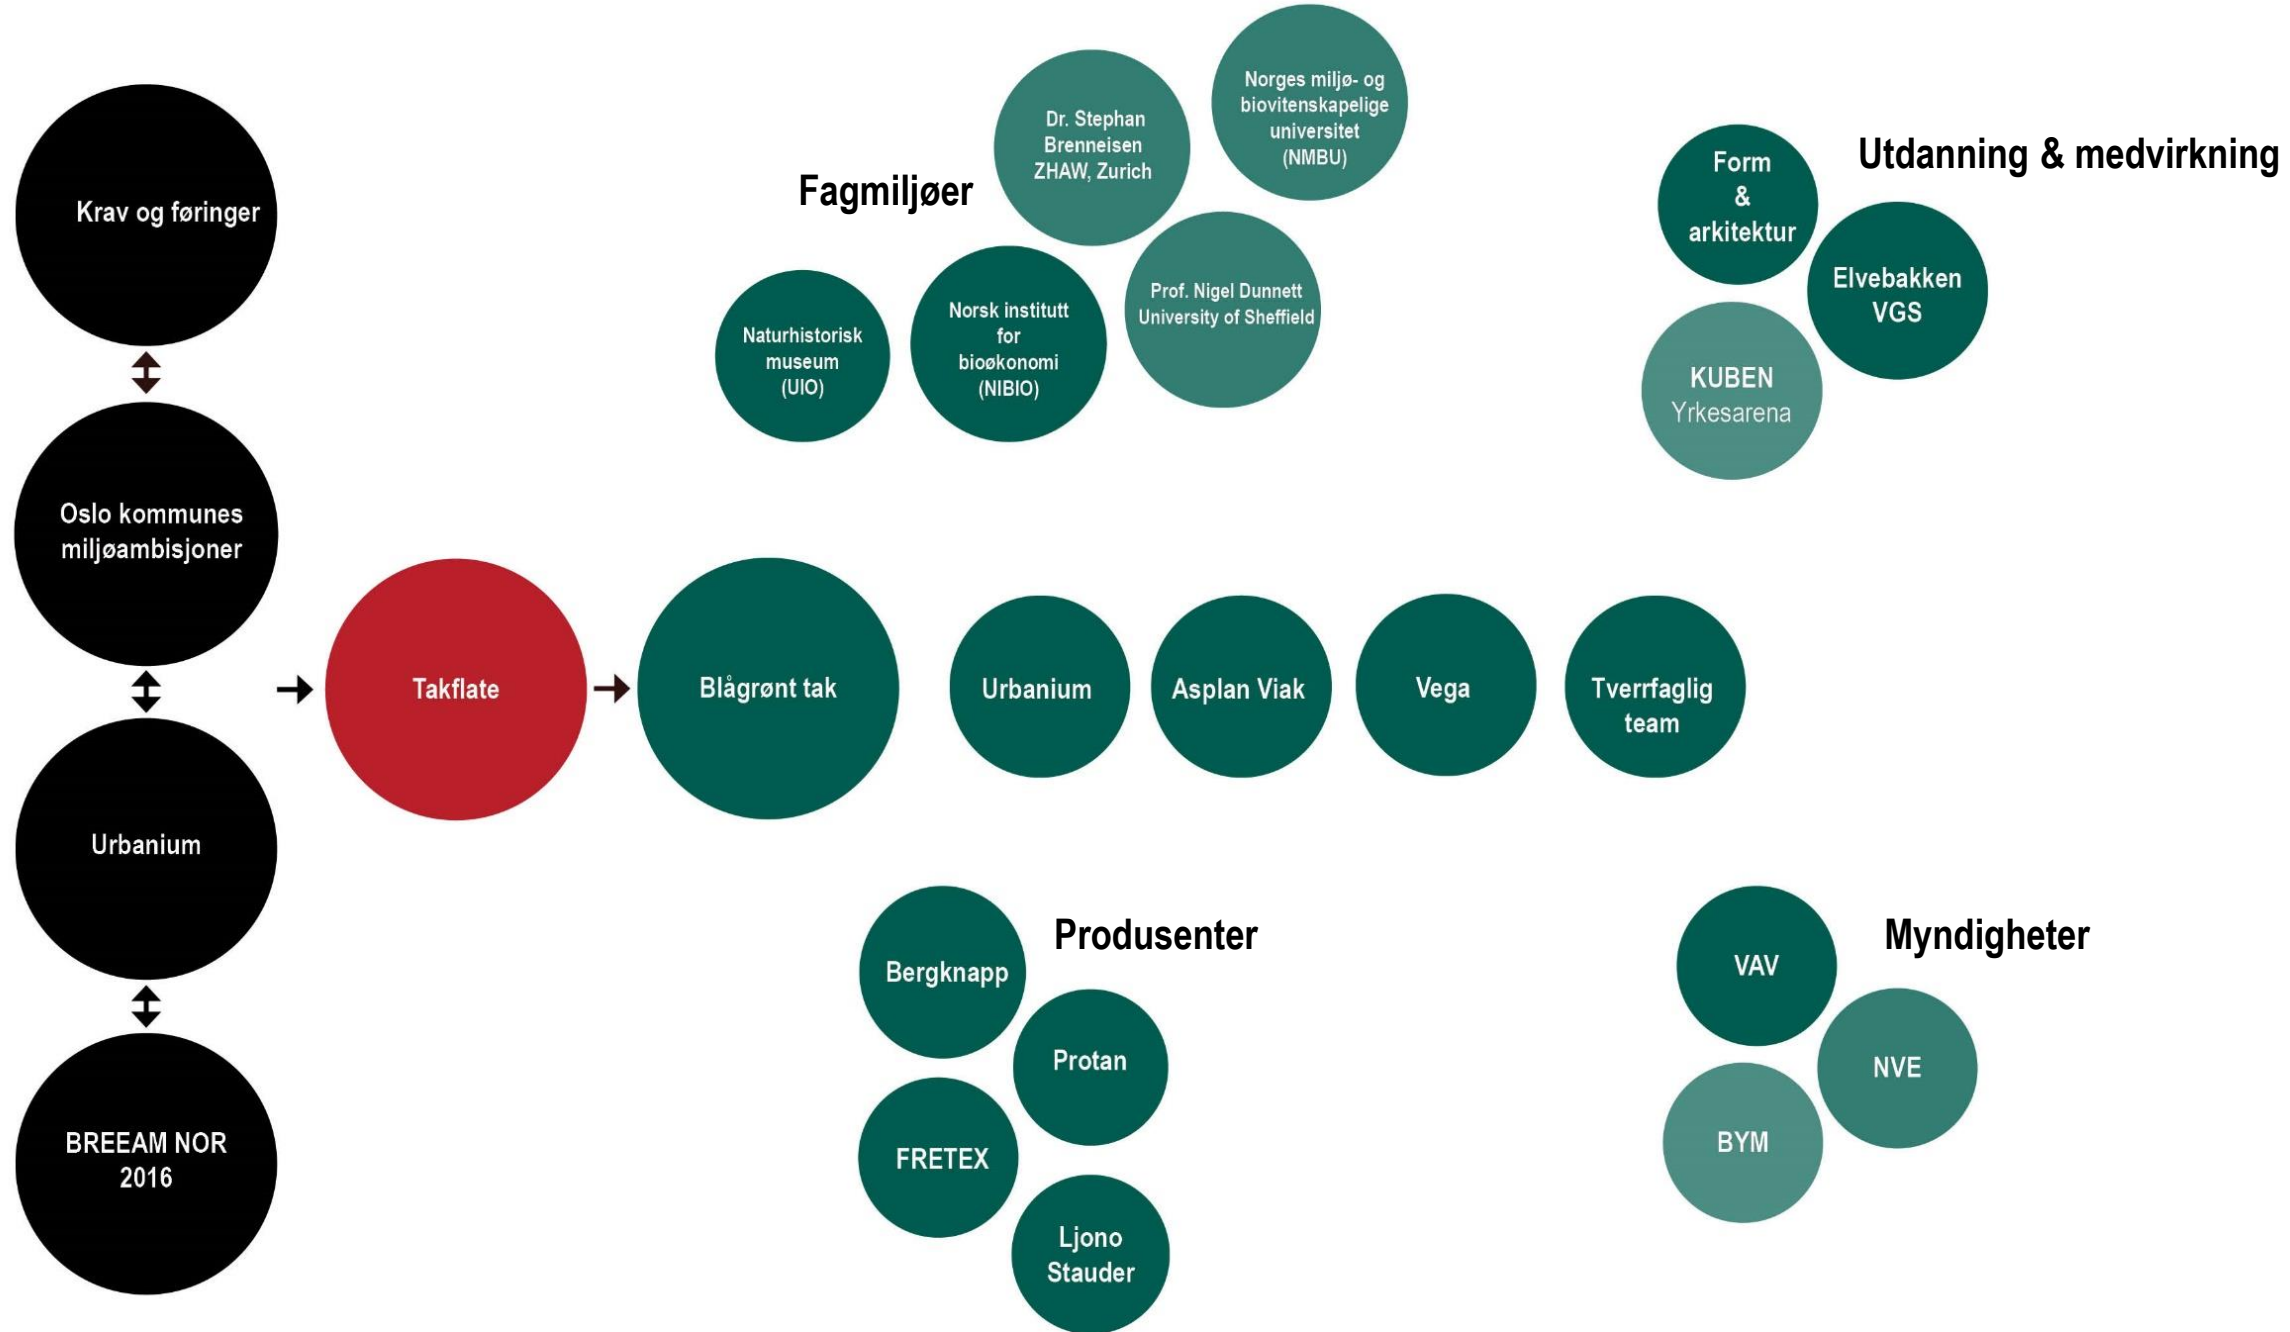 Krav og føringer
Oslo kommunes
miljøambisjoner
Urbanium
BREEAM NOR
2016
Takflate
Blågrønt tak
Urbanium
Asplan Viak
Vega
Tverrfaglig
team
Fagmiljøer
Dr. Stephan
Brenneisen
ZHAW, Zurich
Norges miljø- og
biovitenskapelige
universitet
(NMBU)
Naturhistorisk
museum
(UIO)
Norsk institutt
for
bioøkonomi
(NIBIO)
Prof. Nigel Dunnett
University of Sheffield
Utdanning & medvirkning
Form
&
arkitektur
Elvebakken
VGS
KUBEN
Yrkesarena
Produsenter
Bergknapp
Protan
FRETEX
Ljono
Stauder
Myndigheter
VAV
NVE
BYM